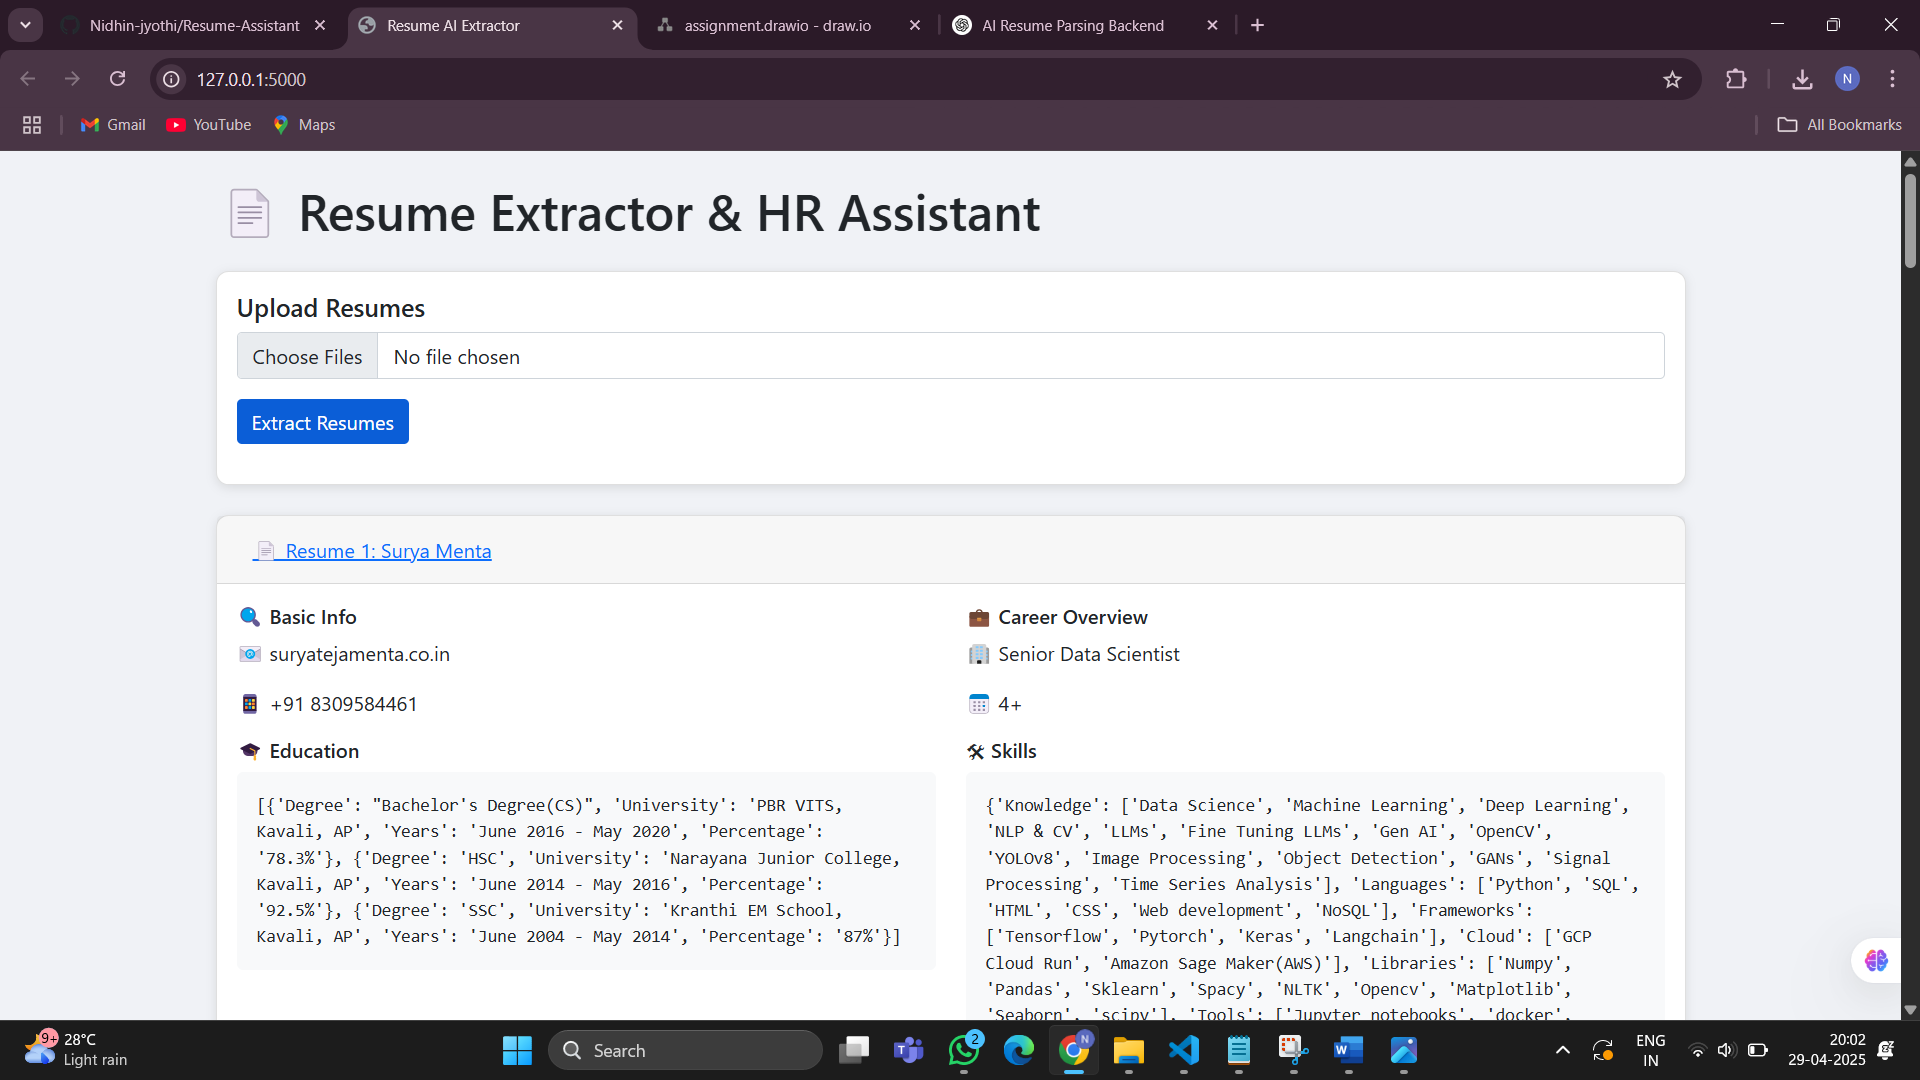 Nidhin-jyothi/Resume-Assistant
Resume AI Extractor
assignment.drawio - draw.io
AI Resume Parsing Backend
127.0.0.1:5000
N
Gmail
YouTube
Maps
All Bookmarks
Resume Extractor & HR Assistant
Upload Resumes
Choose Files
No file chosen
Extract Resumes
Resume 1: Surya Menta
Basic Info
suryatejamenta.co.in
+91 8309584461
Education
[{'Degree': "Bachelor's Degree(CS)", 'University': 'PBR VITS,
Kavali, AP', 'Years': 'June 2016 - May 2020', 'Percentage':
'78.3%'}, {'Degree': 'HSC', 'University': 'Narayana Junior College,
Kavali, AP', 'Years': 'June 2014 - May 2016', 'Percentage':
'92.5%'}, {'Degree': 'SSC', 'University': 'Kranthi EM School,
Kavali, AP', 'Years': 'June 2004 - May 2014', 'Percentage': '87%'}]
Career Overview
Senior Data Scientist
4+
Skills
{'Knowledge': ['Data Science', 'Machine Learning', 'Deep Learning',
'NLP & CV', 'LLMs', 'Fine Tuning LLMs', 'Gen AI', 'OpenCV',
'YOLOv8', 'Image Processing', 'Object Detection', 'GANs', 'Signal
Processing', 'Time Series Analysis'], 'Languages': ['Python', 'SQL',
'HTML', 'CSS', 'Web development', 'NoSQL'], 'Frameworks':
['Tensorflow', 'Pytorch', 'Keras', 'Langchain'], 'Cloud': ['GCP
Cloud Run', 'Amazon Sage Maker(AWS)'], 'Libraries': ['Numpy',
'Pandas', 'Sklearn', 'Spacy', 'NLTK', 'Opencv', 'Matplotlib',
'Seaborn', 'scipy'], 'Tools': ['Jupyter notebooks', 'docker',
9+
28°C
Light rain
Search
2
N
ENG
IN
20:02
29-04-2025